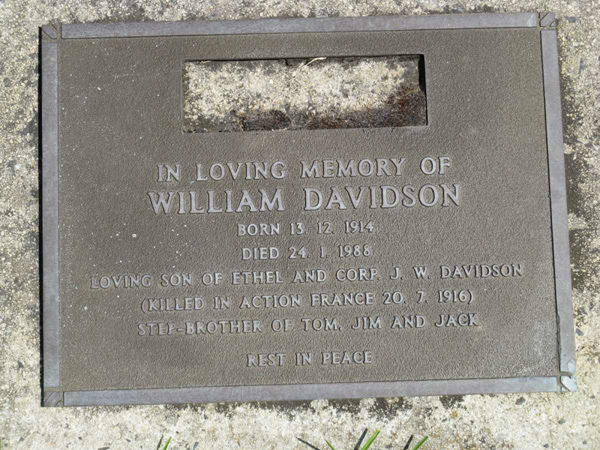 IN LOVING MEMORY OF
WILLIAM DAVIDSON
BORN 13. 12. 1914
DIED 24. 1. 1988
LOVING SON OF ETHEL AND CORP. J. W. DAVIDSON
(KILLED IN ACTION FRANCE 20. 7. 1916)
STEP-BROTHER OF TOM, JIM AND JACK
REST IN PEACE